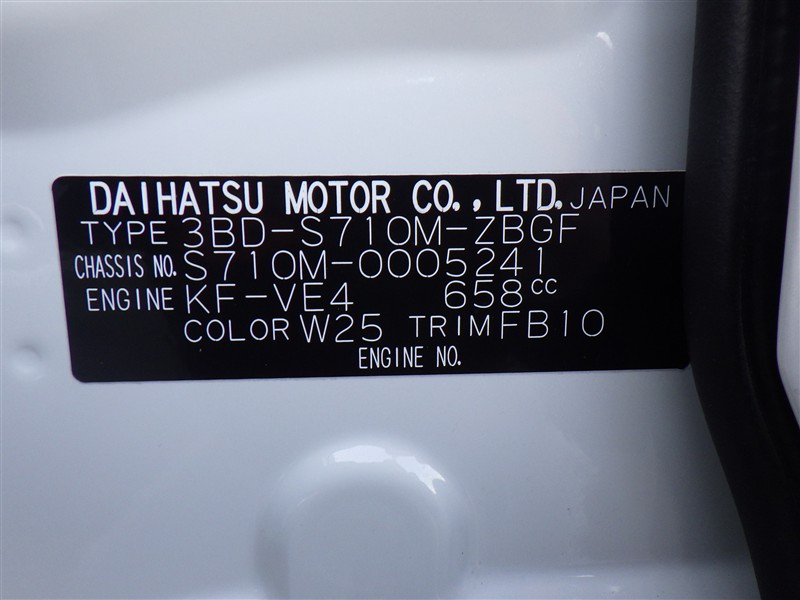 DAIHATSU MOTOR CO., LTD. JAPAN
TYPE 3BD-S710M-ZBGF
CHASSIS NO. S710M-0005241
ENGINE KF-VE4 658cc
COLOR W25 TRIM FB10
ENGINE NO.